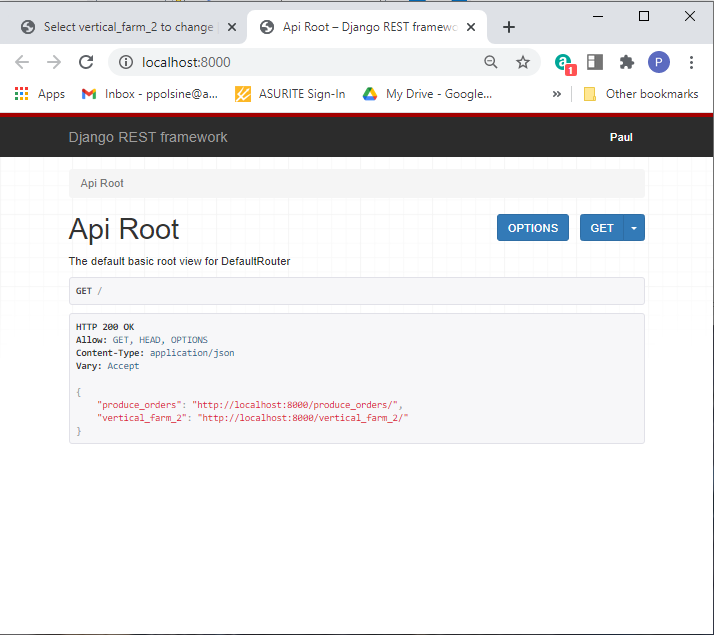 Select vertical_farm_2 to change
Api Root – Django REST framewc
localhost:8000
P
1
Apps
Inbox - ppolsine@a...
ASURITE Sign-In
My Drive - Google...
»
Other bookmarks
Django REST framework
Paul
Api Root
Api Root
OPTIONS
GET
The default basic root view for DefaultRouter
GET /
HTTP 200 OK
Allow: GET, HEAD, OPTIONS
Content-Type: application/json
Vary: Accept
{
"produce_orders": "http://localhost:8000/produce_orders/",
"vertical_farm_2": "http://localhost:8000/vertical_farm_2/"
}